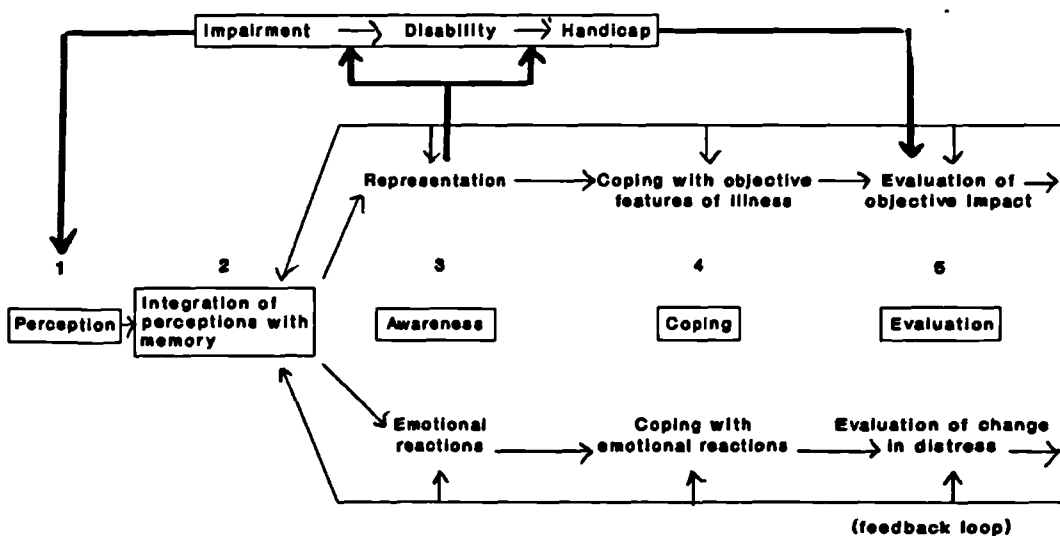 Impairment → Disability → Handicap
Representation
Coping with objective
features of illness
Evaluation of
objective impact
1
2
3
4
5
Perception
Integration of
perceptions with
memory
Awareness
Coping
Evaluation
Emotional
reactions
Coping with
emotional reactions
Evaluation of change
in distress
(feedback loop)